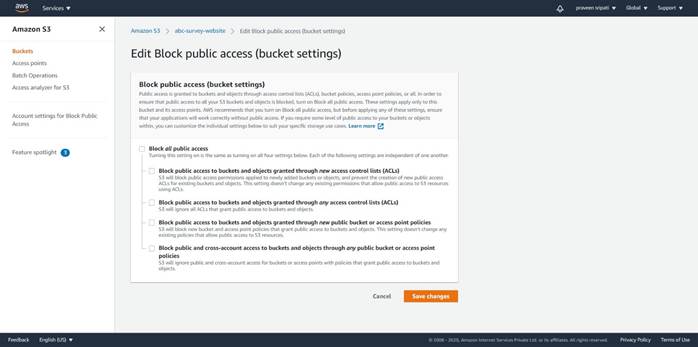 aws
Services ▼
praveen sripati ▼
Global ▼
Support ▼
Amazon S3
Buckets
Access points
Batch Operations
Access analyzer for S3
Account settings for Block Public
Access
Feature spotlight 3
Amazon S3 > abc-survey-website > Edit Block public access (bucket settings)
Edit Block public access (bucket settings)
Block public access (bucket settings)
Public access is granted to buckets and objects through access control lists (ACLs), bucket policies, access point policies, or all. In order to
ensure that public access to all your S3 buckets and objects is blocked, turn on Block all public access. These settings apply only to this
bucket and its access points. AWS recommends that you turn on Block all public access, but before applying any of these settings, ensure
that your applications will work correctly without public access. If you require some level of public access to your buckets or objects
within, you can customize the individual settings below to suit your specific storage use cases. Learn more
Block all public access
Turning this setting on is the same as turning on all four settings below. Each of the following settings are independent of one another.
Block public access to buckets and objects granted through new access control lists (ACLs)
S3 will block public access permissions applied to newly added buckets or objects, and prevent the creation of new public access
ACLs for existing buckets and objects. This setting doesn't change any existing permissions that allow public access to S3 resources
using ACLs.
Block public access to buckets and objects granted through any access control lists (ACLs)
S3 will ignore all ACLs that grant public access to buckets and objects.
Block public access to buckets and objects granted through new public bucket or access point policies
S3 will block new bucket and access point policies that grant public access to buckets and objects. This setting doesn't change any
existing policies that allow public access to S3 resources.
Block public and cross-account access to buckets and objects through any public bucket or access point
policies
S3 will ignore public and cross-account access for buckets or access points with policies that grant public access to buckets and
objects.
Cancel
Save changes
Feedback
English (US) ▼
© 2008 - 2020, Amazon Internet Services Private Ltd. or its affiliates. All rights reserved.
Privacy Policy
Terms of Use